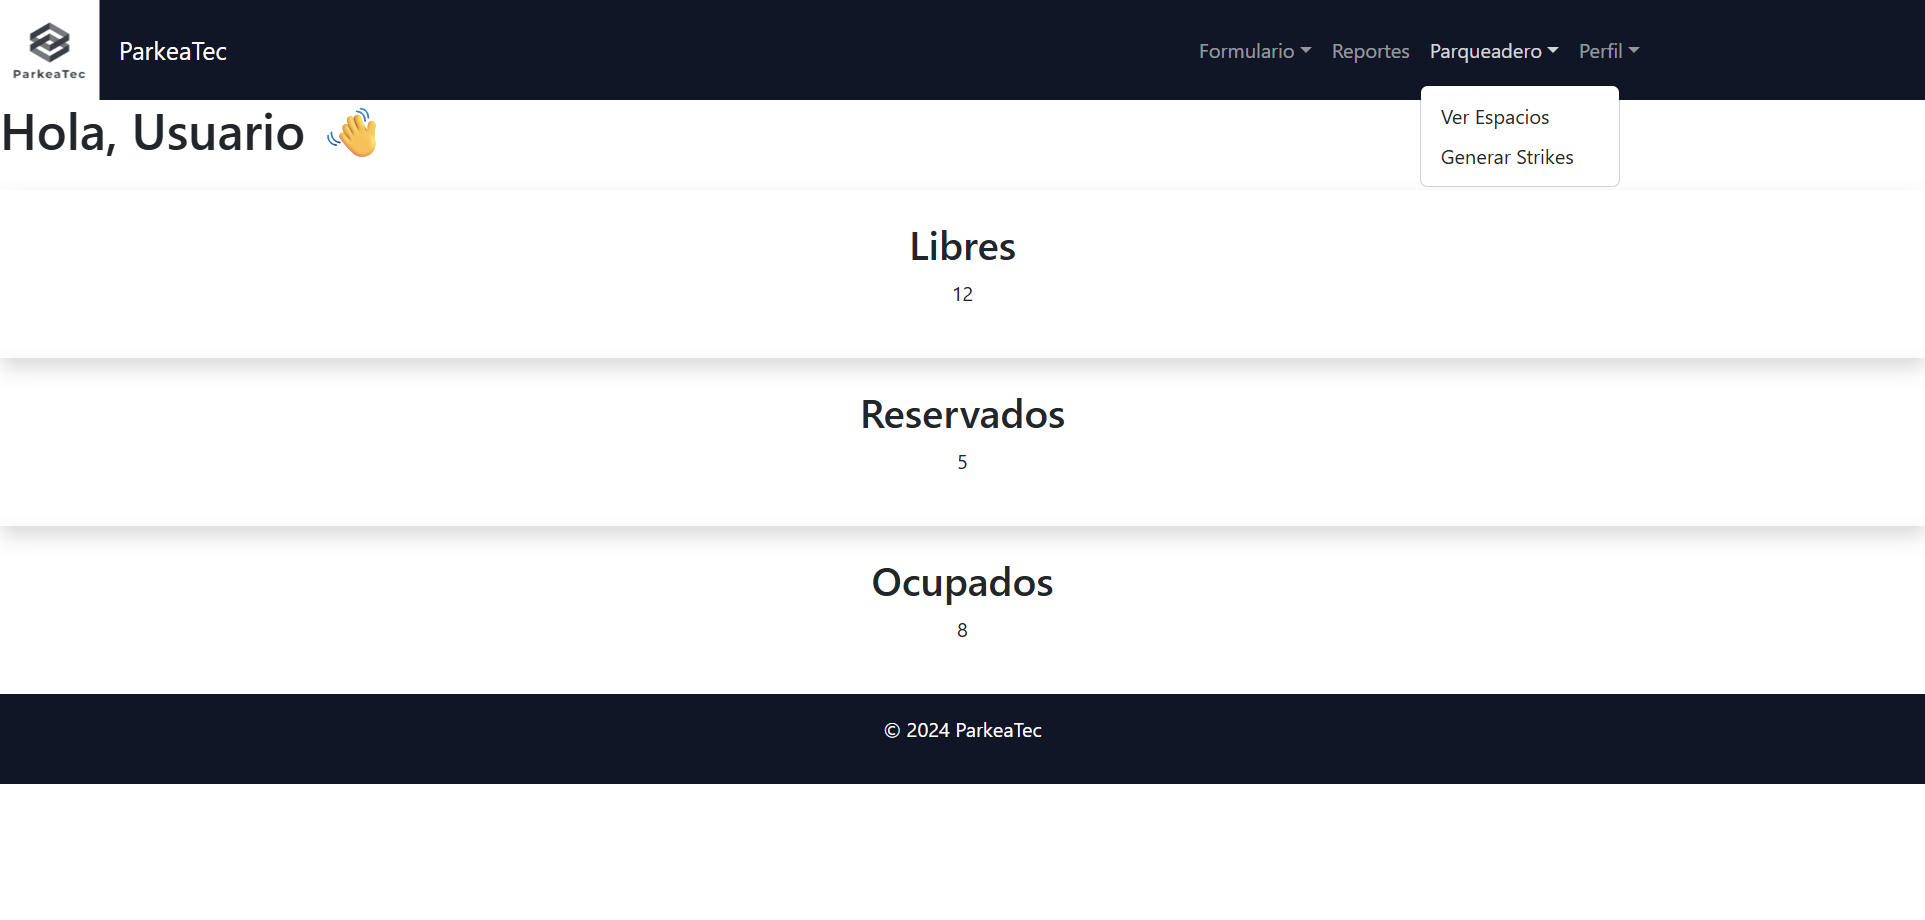 ParkeaTec
ParkeaTec
Formulario Reportes Parqueadero Perfil
Ver Espacios
Generar Strikes
Hola, Usuario 👋
Libres
12
Reservados
5
Ocupados
8
© 2024 ParkeaTec